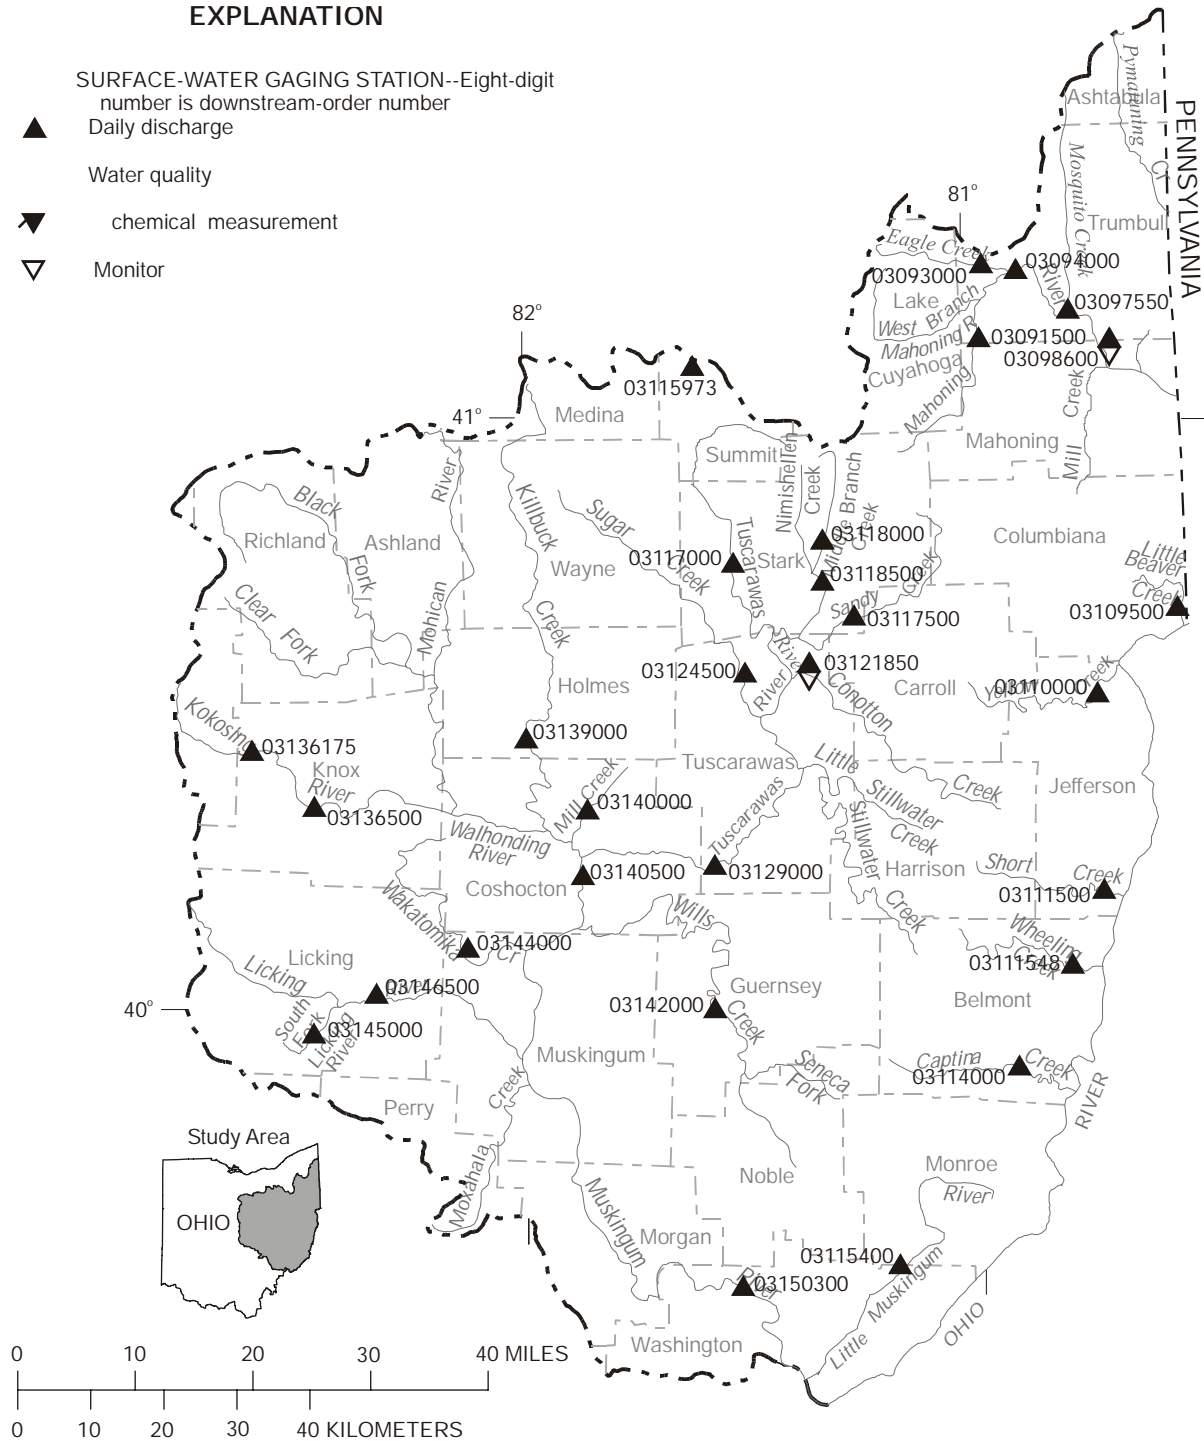 EXPLANATION
SURFACE-WATER GAGING STATION--Eight-digit
number is downstream-order number
Daily discharge
Water quality
chemical measurement
Monitor
PENNSYLVANIA
Pymatuning
Cr
Ashtabula
Mosquito Creek
Trumbull
81°
Eagle Creek
03093000
03094000
River
Lake
West Branch
Mahoning R
03097550
03091500
03098600
Cuyahoga
Mahoning
Creek
Mill
Mahoning
82°
03115973
Medina
41°
Summit
Nimishellen
Creek
Middle Branch
Creek
River
Black
Fork
Richland
Ashland
Killbuck
Creek
Sugar
Creek
Wayne
Tuscarawas
River
03117000
Stark
03118000
03118500
Columbiana
Little
Beaver
Creek
03109500
Clear
Fork
Mohican
Sandy
Creek
03117500
03121850
03124500
River
Conotton
Creek
Carroll
Yellow
Creek
03110000
Holmes
Kokosing
River
03136175
Knox
03136500
03139000
Mill Creek
03140000
Tuscarawas
Tuscarawas
Little
Stillwater
Creek
Stillwater
Creek
Jefferson
Harrison
Short
Creek
03111500
Walhonding
River
Coshocton
03140500
03129000
Wakatomika
Cr
03144000
Wills
Creek
Wheeling
Creek
03111548
Licking
Licking
River
03146500
Guernsey
03142000
Belmont
40°
South
Fork
Licking
River
03145000
Muskingum
Seneca
Fork
Captina
Creek
03114000
Perry
Creek
Moxahala
RIVER
Study Area
OHIO
Noble
Monroe
River
Muskingum
River
Morgan
03115400
03150300
Little
Muskingum
OHIO
Washington
0 10 20 30 40 MILES
0 10 20 30 40 KILOMETERS